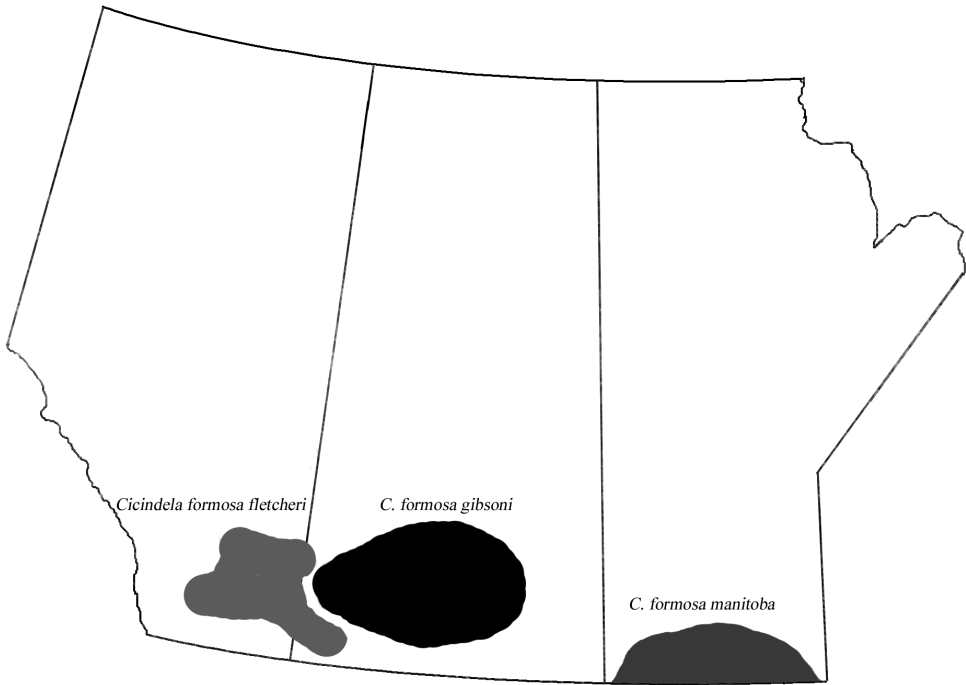 Cicindela formosa fletcheri
C. formosa gibsoni
C. formosa manitoba